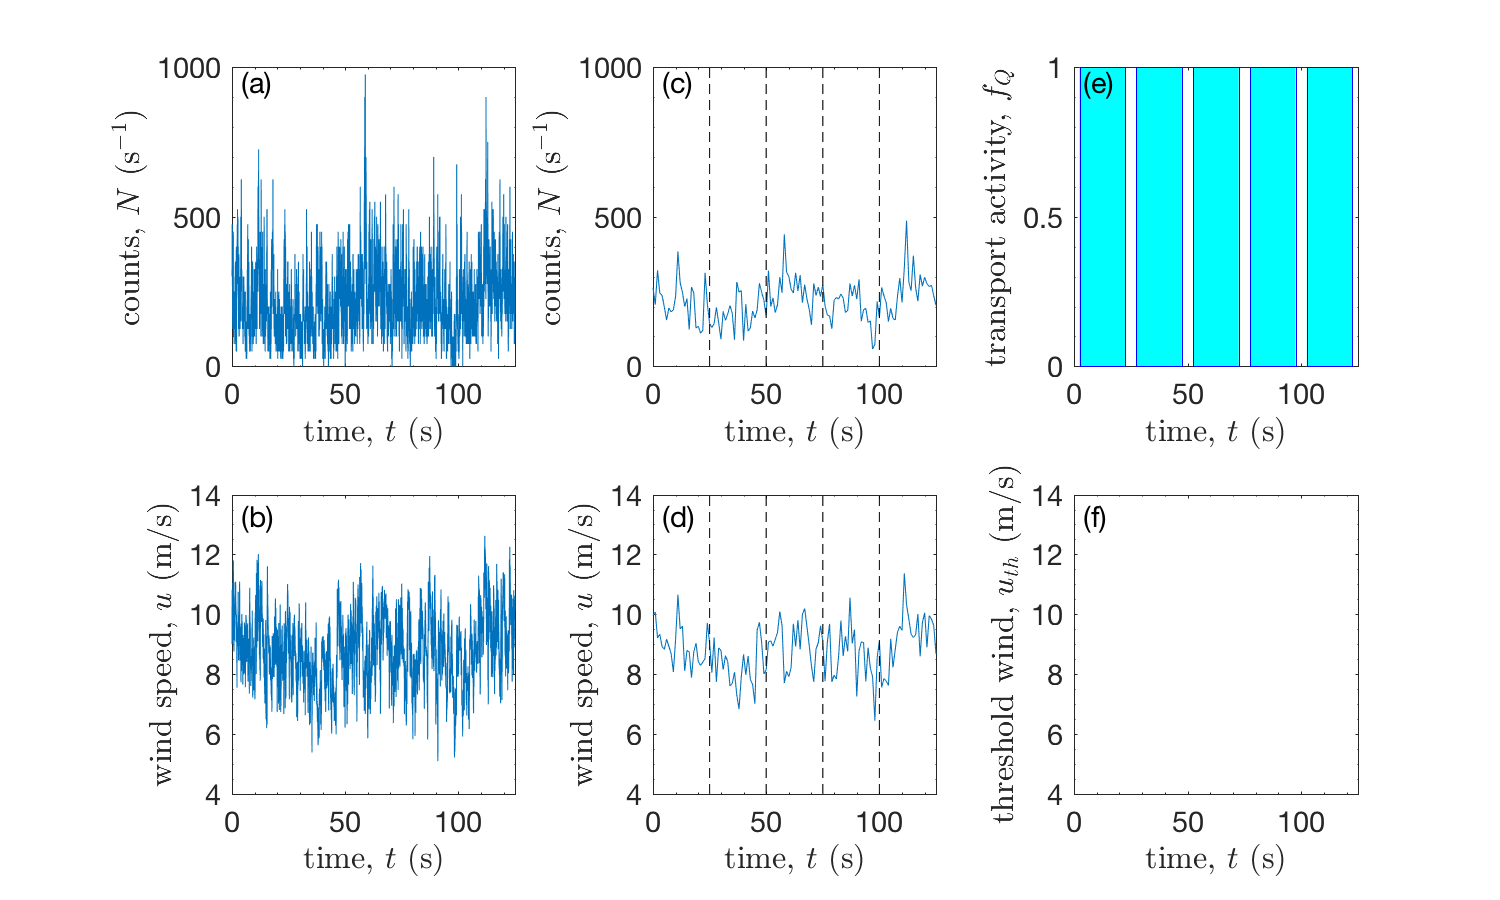 (a)
1000
500
0
counts, N (s⁻¹)
0 50 100
time, t (s)
(c)
1000
500
0
counts, N (s⁻¹)
0 50 100
time, t (s)
(e)
1
0.5
0
transport activity, f_Q
0 50 100
time, t (s)
(b)
14
12
10
8
6
4
wind speed, u (m/s)
0 50 100
time, t (s)
(d)
14
12
10
8
6
4
wind speed, u (m/s)
0 50 100
time, t (s)
(f)
14
12
10
8
6
4
threshold wind, u_th (m/s)
0 50 100
time, t (s)